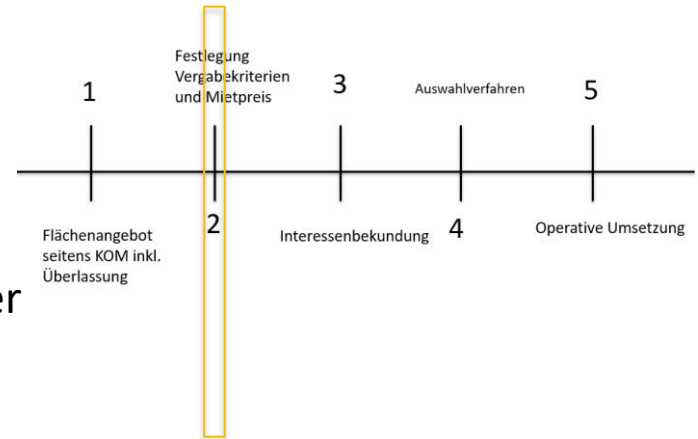 1
Festlegung
Vergabekriterien
und Mietpreis
3
Auswahlverfahren
5
Flächenangebot
seitens KOM inkl.
Überlassung
2
Interessenbekundung
4
Operative Umsetzung
er